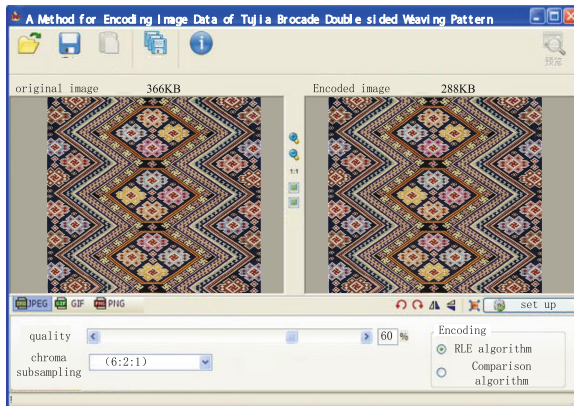 A Method for Encoding Image Data of Tujia Brocade Double sided Weaving Pattern
预览
original image 366KB Encoded image 288KB
1:1
JPEG GIF PNG set up
quality 60 % Encoding
RLE algorithm
chroma subsampling (6:2:1)
Comparison algorithm